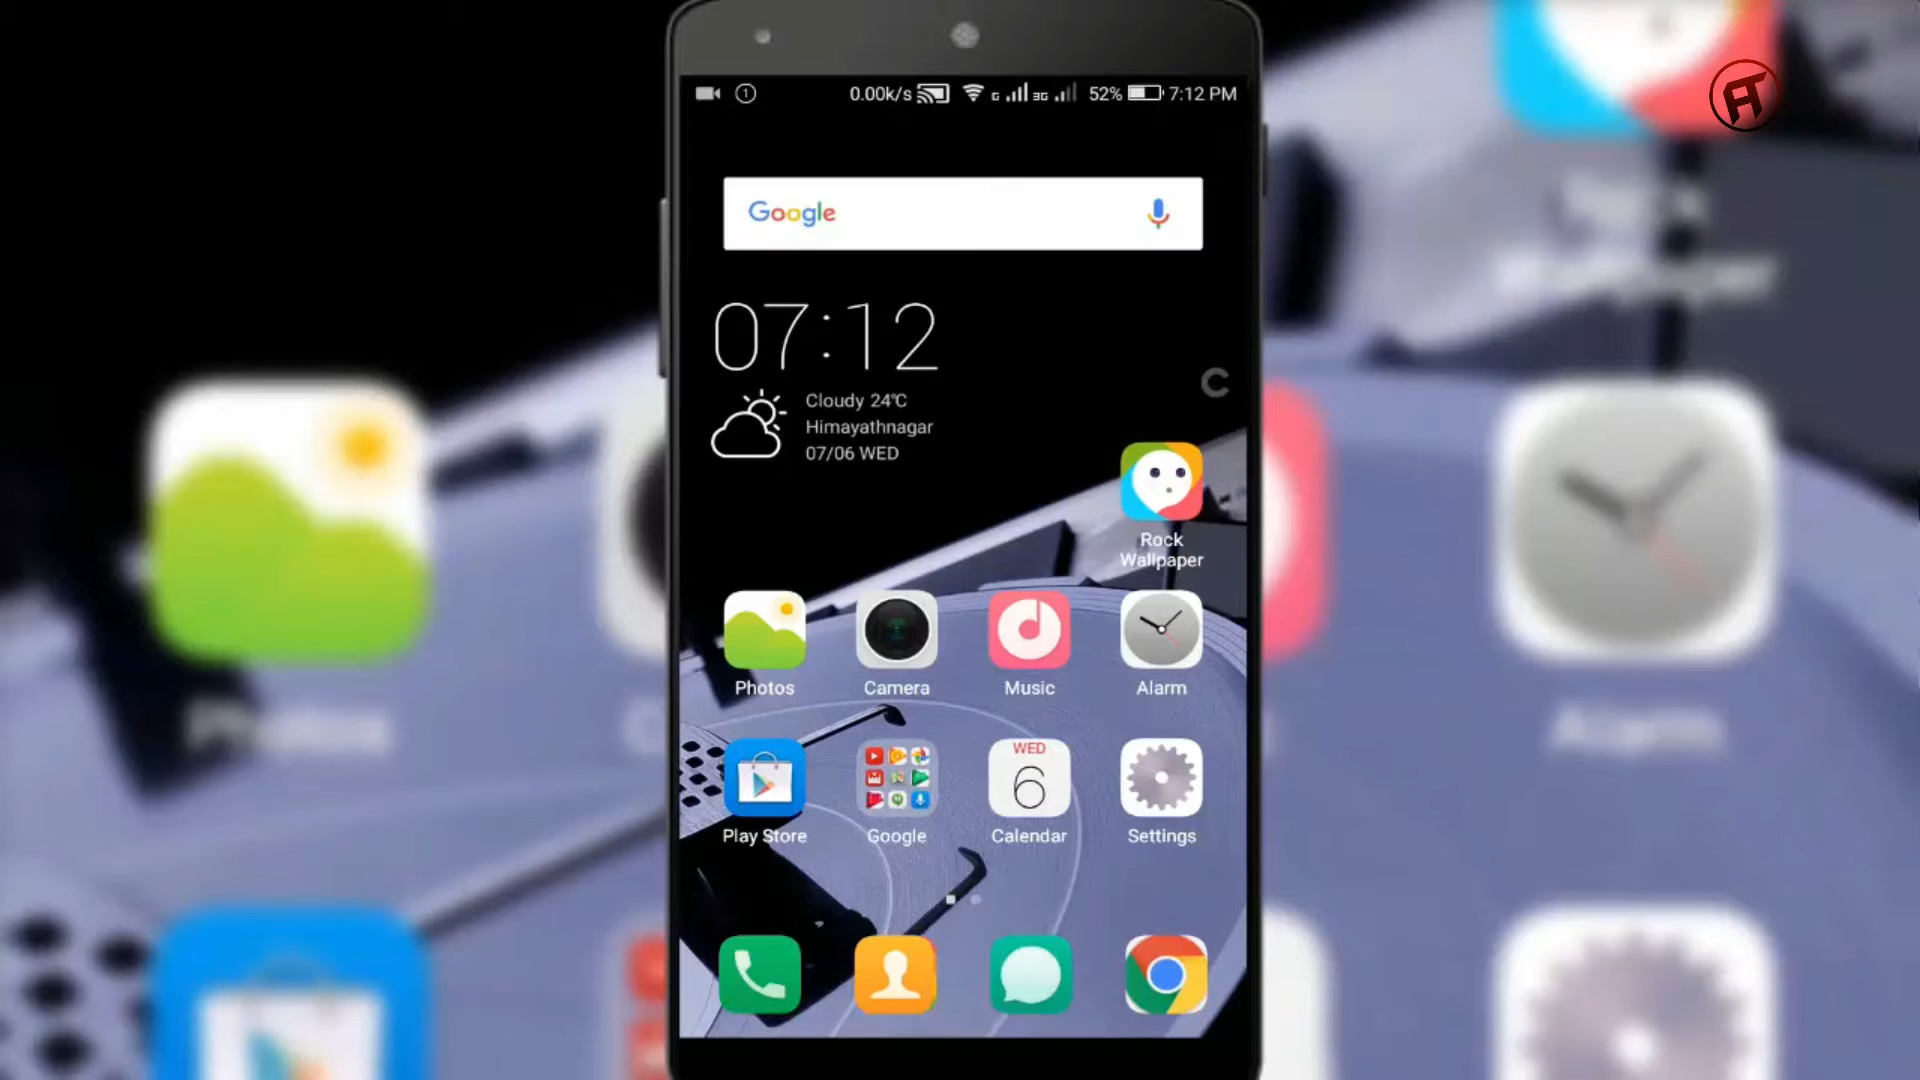 0.00k/s G 3G 52% 7:12 PM
Google
07:12
Cloudy 24℃
Himayathnagar
07/06 WED
Rock
Wallpaper
Photos
Camera
Music
Alarm
WED
6
Play Store
Google
Calendar
Settings